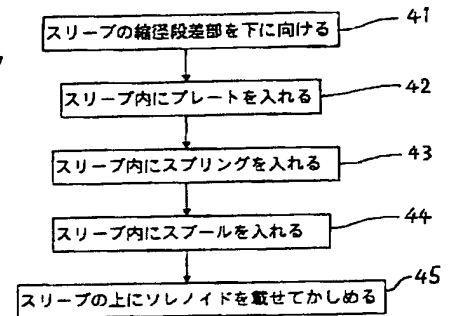 スリーブの縮径段差部を下に向ける
41
スリーブ内にプレートを入れる
42
スリーブ内にスプリングを入れる
43
スリーブ内にスプールを入れる
44
スリーブの上にソレノイドを載せてかしめる
45